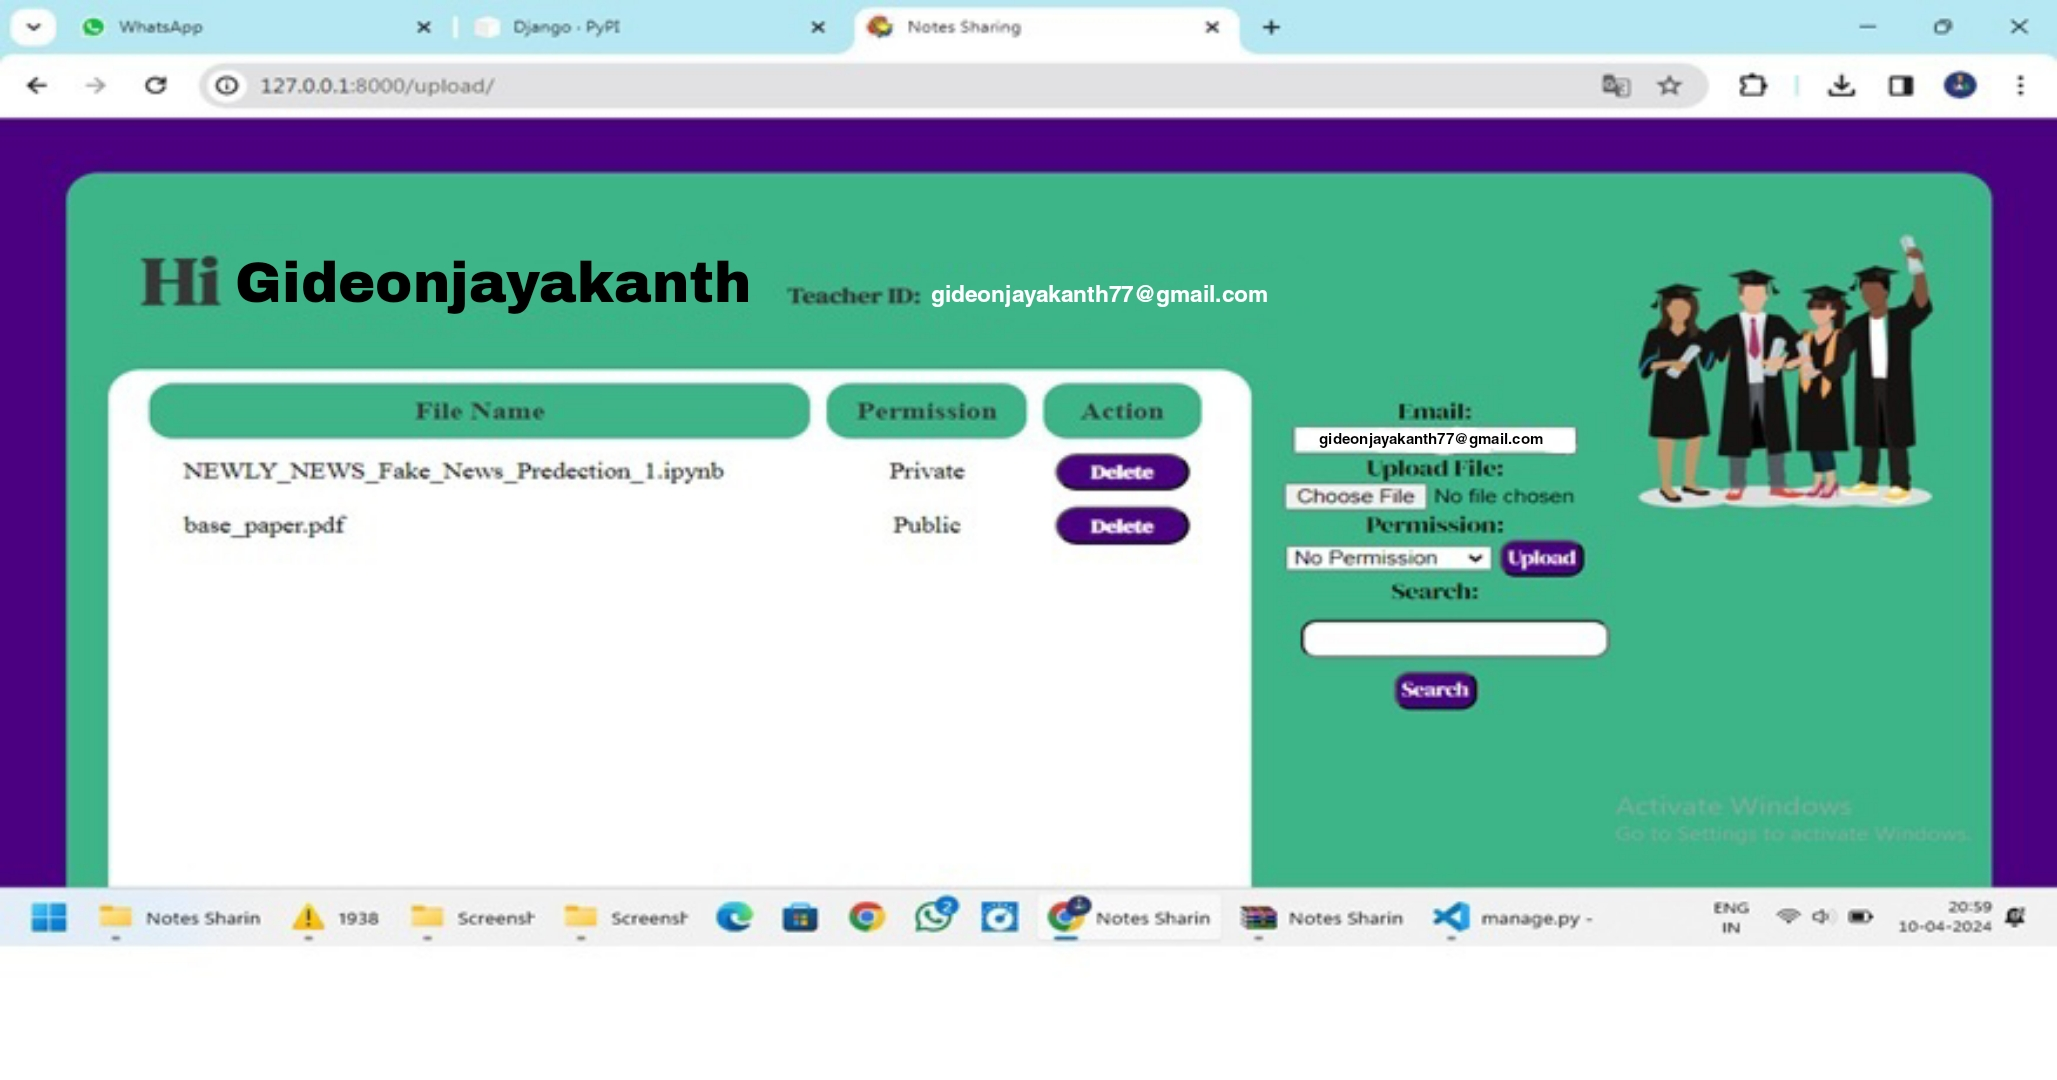 WhatsApp
Django · PyPI
Notes Sharing
127.0.0.1:8000/upload/
Hi Gideonjayakanth
Teacher ID: gideonjayakanth77@gmail.com
File Name Permission Action
NEWLY_NEWS_Fake_News_Predection_1.ipynb Private Delete
base_paper.pdf Public Delete
Email:
gideonjayakanth77@gmail.com
Upload File:
Choose File No file chosen
Permission:
No Permission Upload
Search:
Search
Activate Windows
Go to Settings to activate Windows.
Notes Sharin
1938
Screensh
Screensh
2
Notes Sharin
Notes Sharin
manage.py -
ENG
IN
20:59
10-04-2024